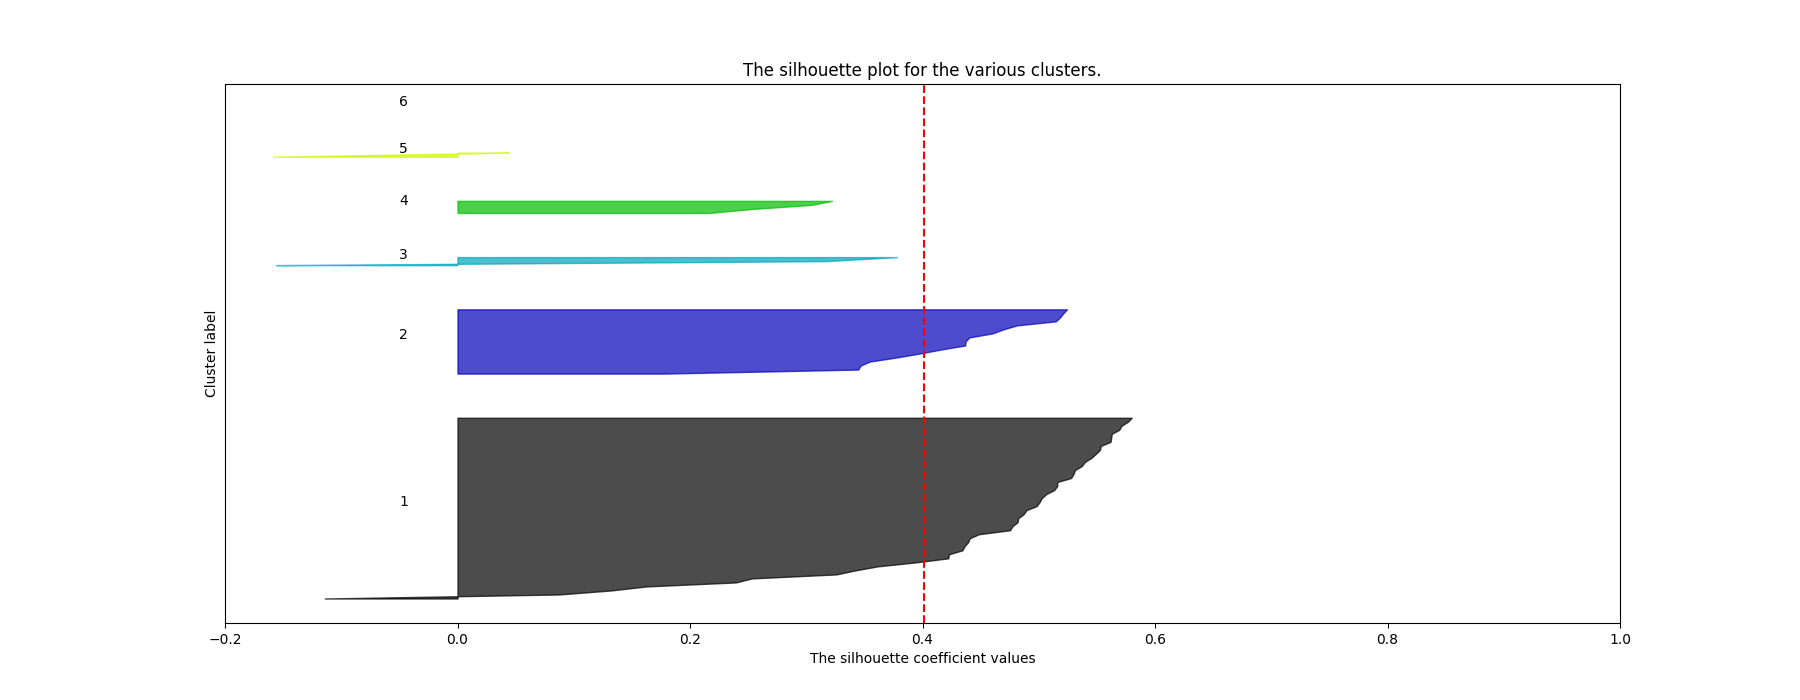 The silhouette plot for the various clusters.
6
5
4
3
2
1
Cluster label
−0.2 0.0 0.2 0.4 0.6 0.8 1.0
The silhouette coefficient values